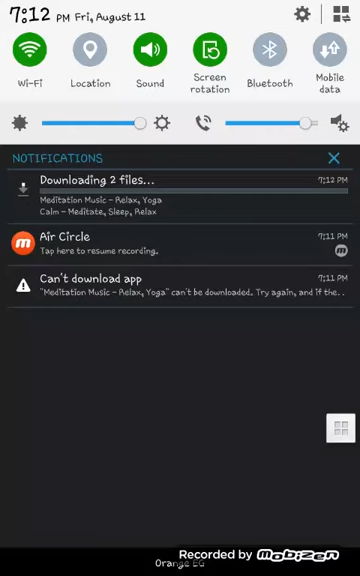 7:12 PM Fri, August 11
Wi-Fi
Location
Sound
Screen rotation
Bluetooth
Mobile data
NOTIFICATIONS
Downloading 2 files... 7:12 PM
Meditation Music - Relax, Yoga
Calm - Meditate, Sleep, Relax
Air Circle 7:11 PM
Tap here to resume recording.
Can't download app 7:11 PM
"Meditation Music - Relax, Yoga" can't be downloaded. Try again, and if the..
Orange EG
Recorded by Mobizen